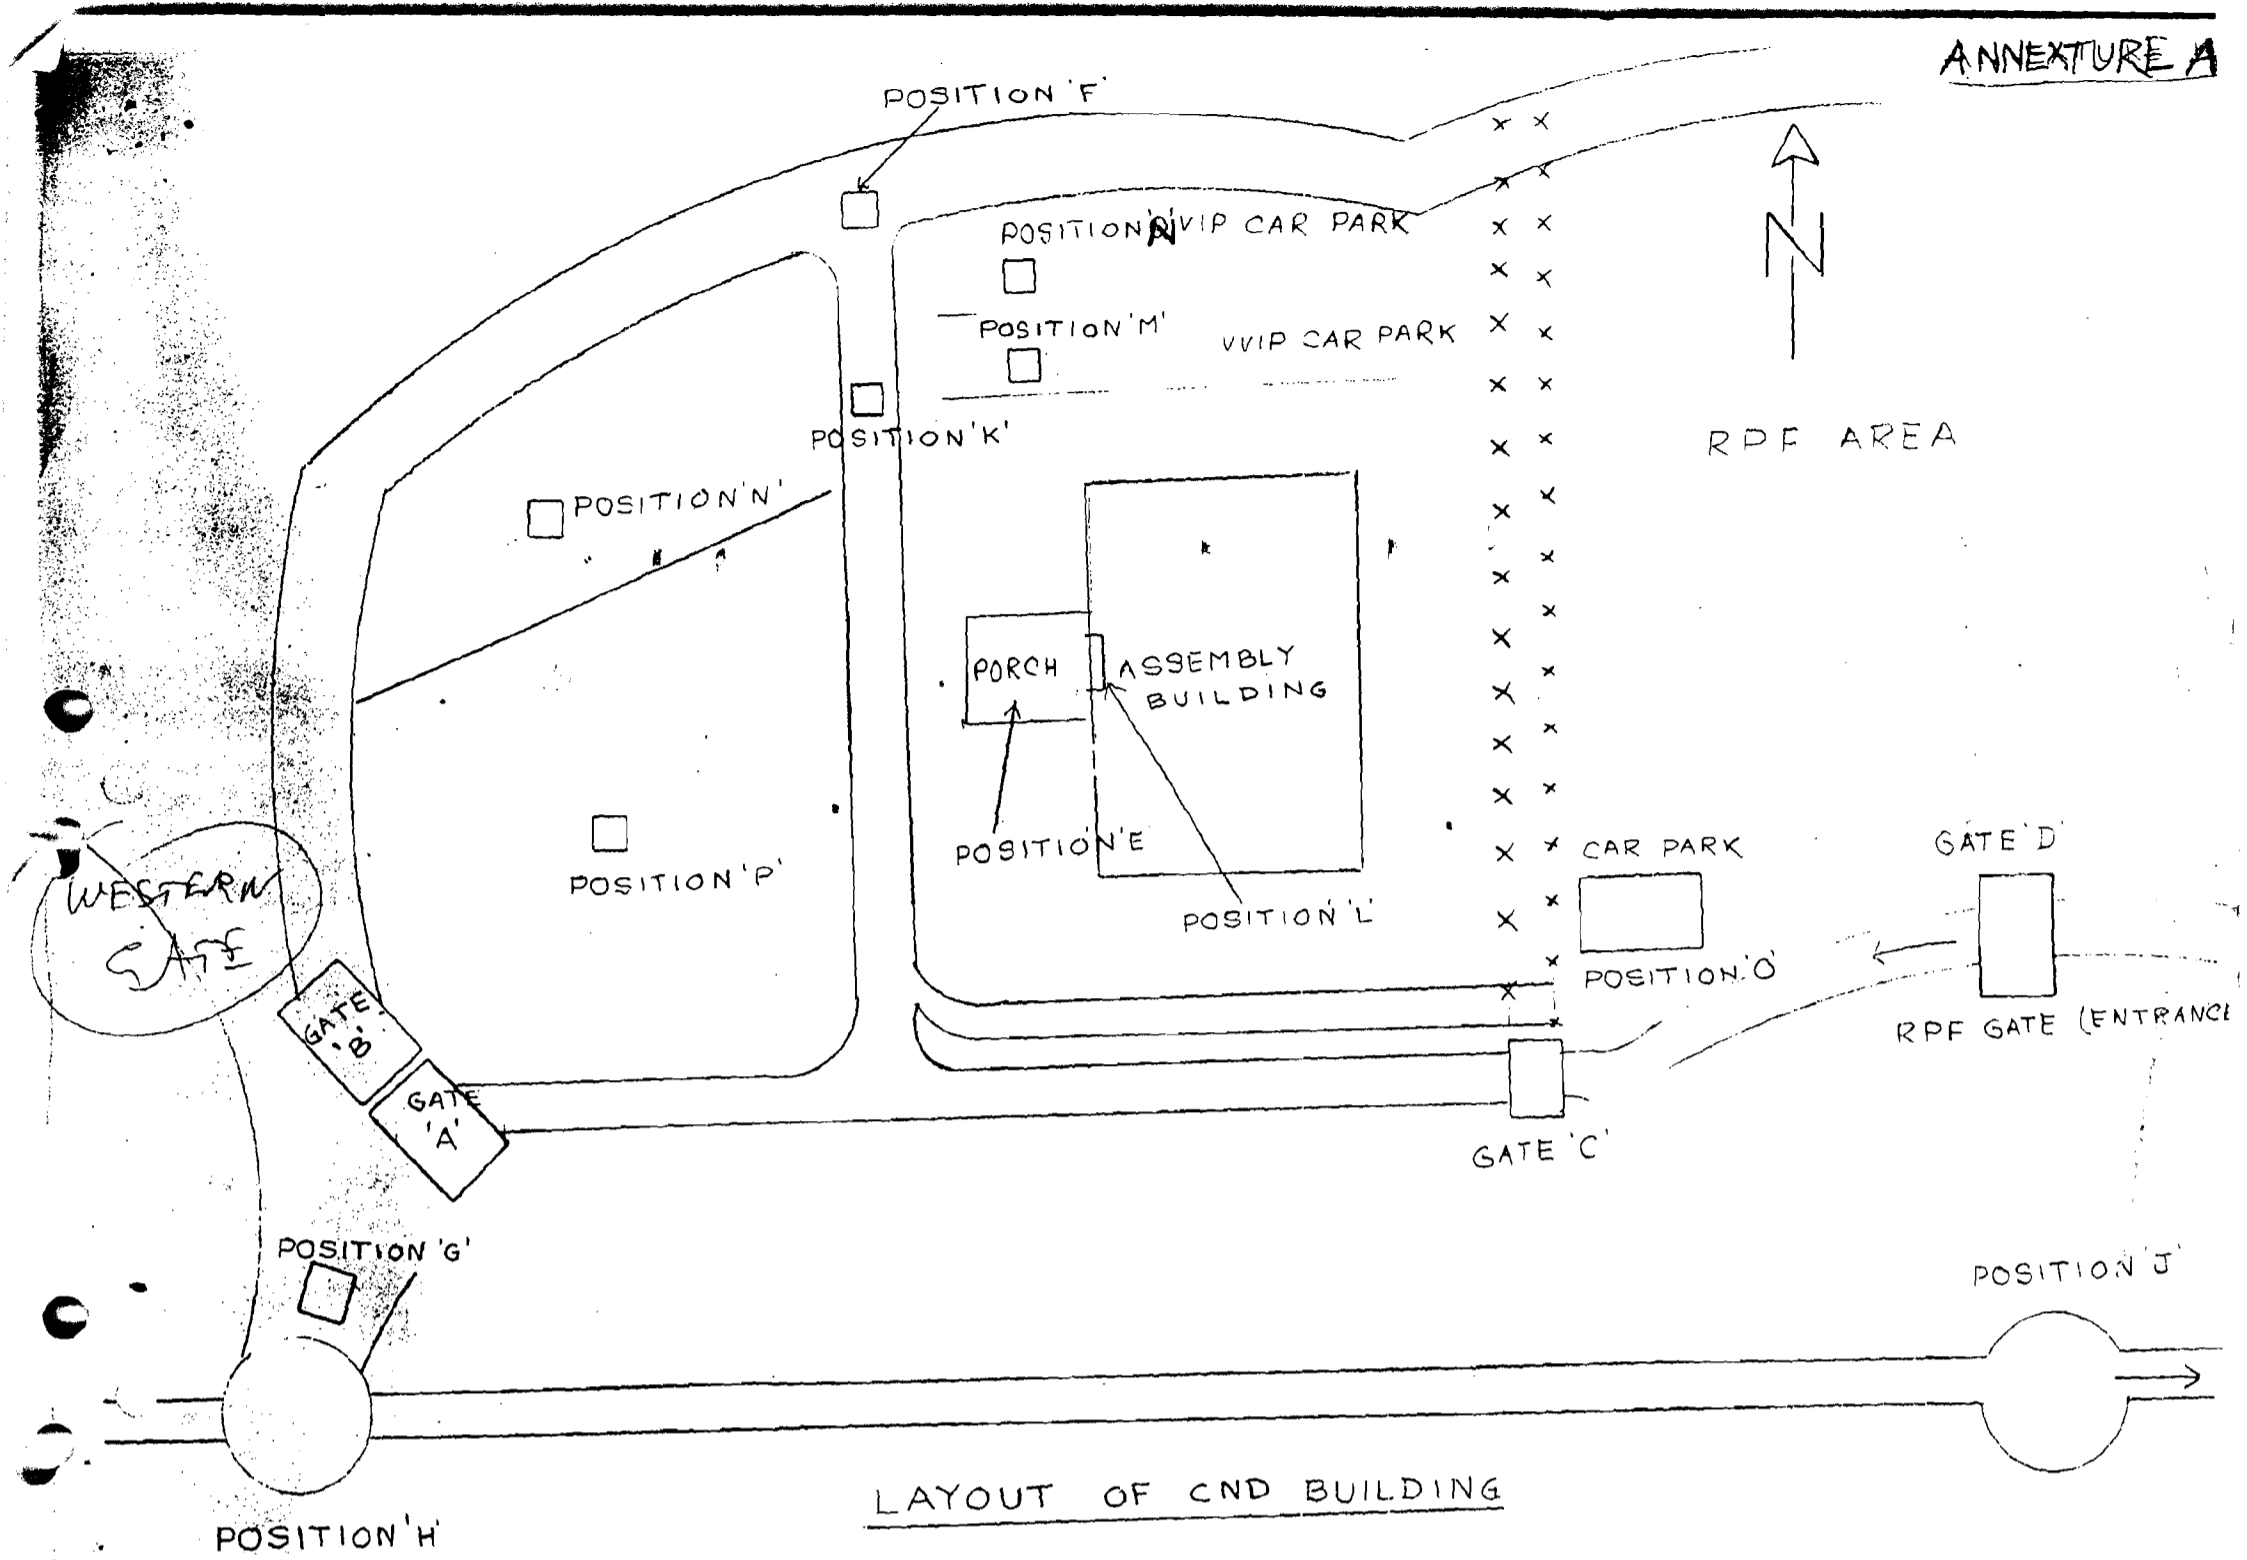 ANNEXTURE A
POSITION 'F'
POSITION 'N' VIP CAR PARK
POSITION 'M'
VVIP CAR PARK
POSITION 'K'
RPF AREA
N
POSITION 'N'
PORCH
ASSEMBLY
BUILDING
POSITION 'E
POSITION 'P'
POSITION 'L'
CAR PARK
POSITION 'O'
GATE 'D'
RPF GATE (ENTRANCE
WESTERN
GATE
GATE
'B'
GATE
'A'
GATE 'C'
POSITION 'G'
POSITION 'J'
POSITION 'H'
LAYOUT OF CND BUILDING